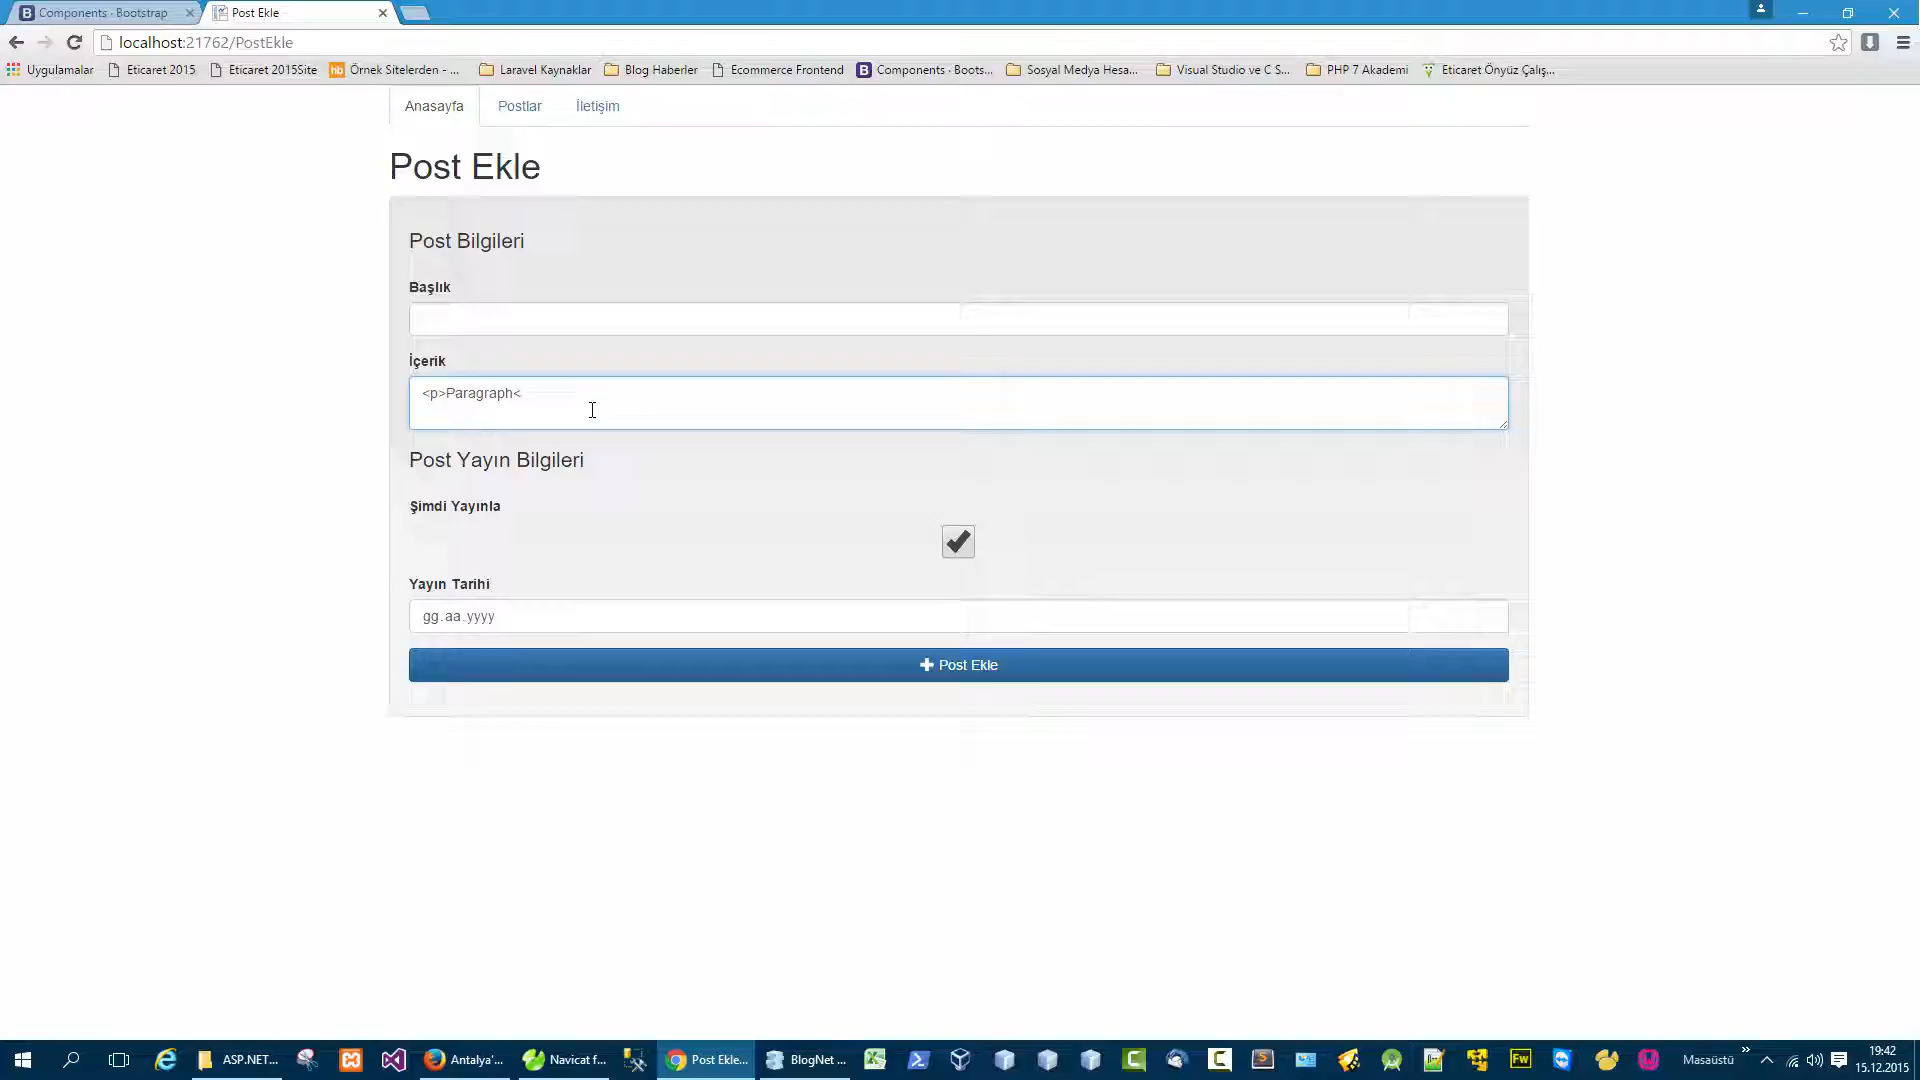 Components · Bootstrap
Post Ekle
localhost:21762/PostEkle
Uygulamalar
Eticaret 2015
Eticaret 2015Site
Örnek Sitelerden - ...
Laravel Kaynaklar
Blog Haberler
Ecommerce Frontend
Components · Boots...
Sosyal Medya Hesa...
Visual Studio ve C S...
PHP 7 Akademi
Eticaret Önyüz Çalış...
Anasayfa
Postlar
İletişim
Post Ekle
Post Bilgileri
Başlık
İçerik
<p>Paragraph<
Post Yayın Bilgileri
Şimdi Yayınla
Yayın Tarihi
gg.aa.yyyy
Post Ekle
ASP.NET...
Antalya'...
Navicat f...
Post Ekle...
BlogNet ...
Masaüstü
19:42
15.12.2015